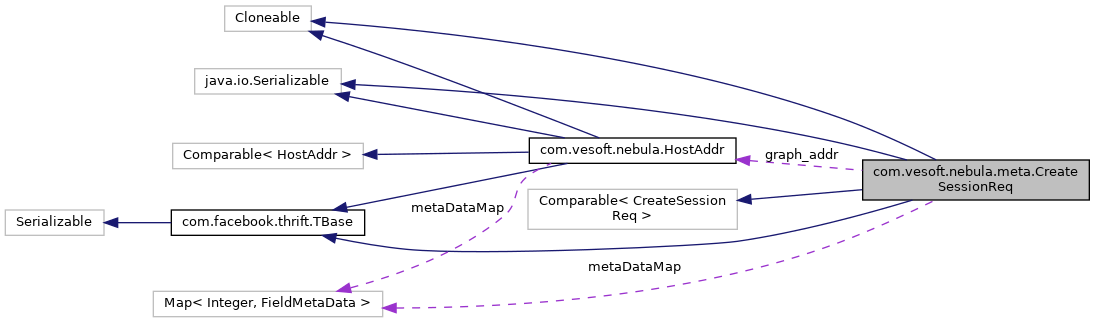 Cloneable
java.io.Serializable
com.vesoft.nebula.HostAddr
Comparable< HostAddr >
graph_addr
com.vesoft.nebula.meta.Create
SessionReq
Comparable< CreateSession
Req >
metaDataMap
Serializable
com.facebook.thrift.TBase
metaDataMap
Map< Integer, FieldMetaData >